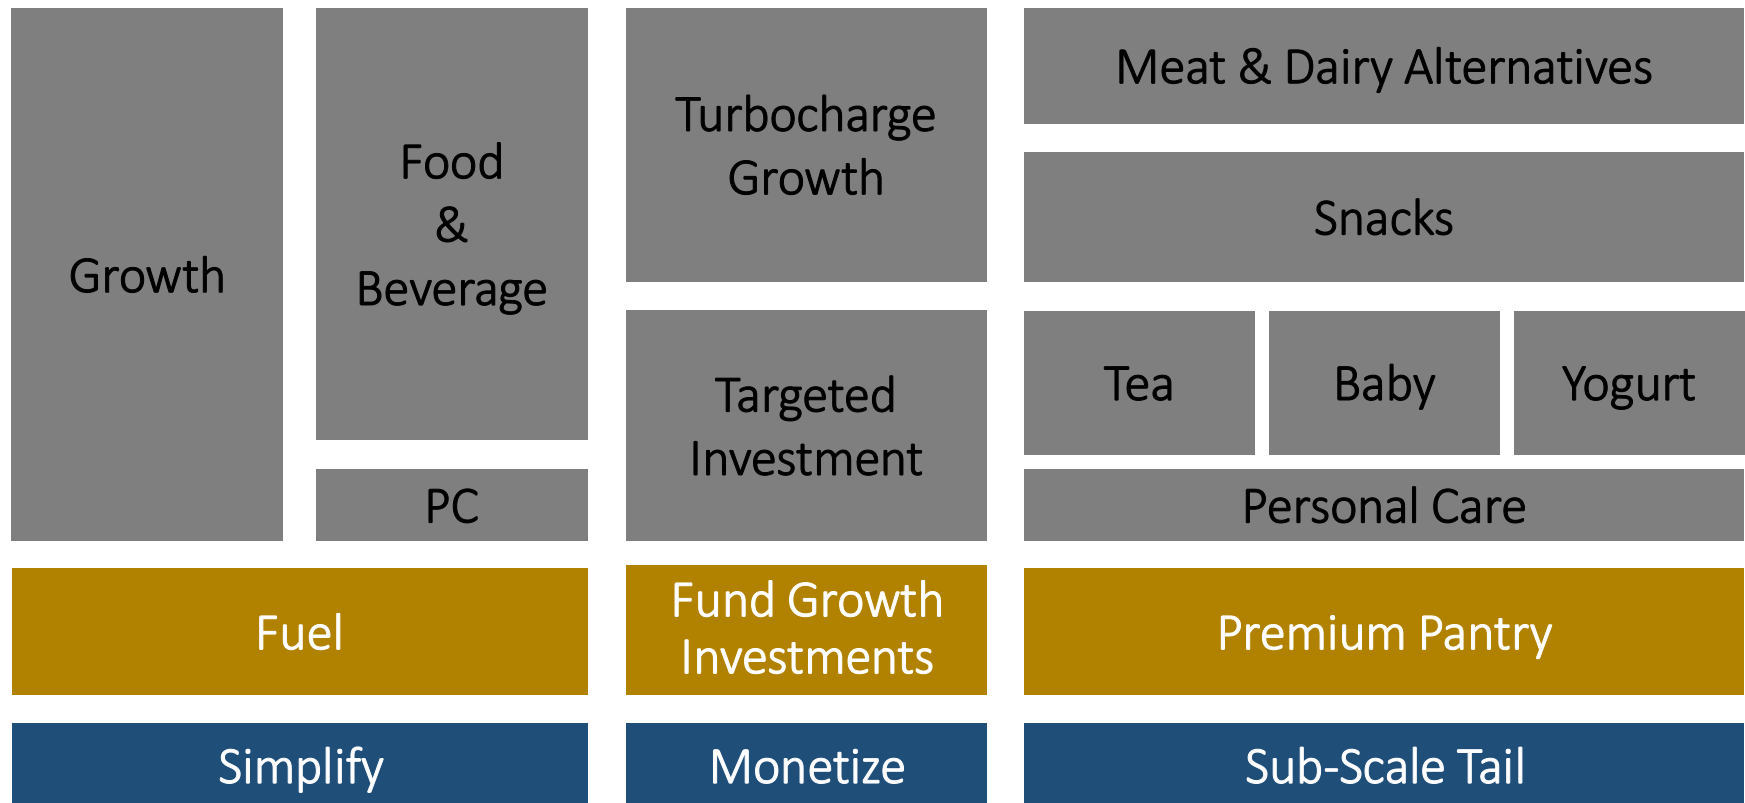 Growth
Food
&
Beverage
PC
Turbocharge
Growth
Targeted
Investment
Meat & Dairy Alternatives
Snacks
Tea
Baby
Yogurt
Personal Care
Fuel
Fund Growth
Investments
Premium Pantry
Simplify
Monetize
Sub-Scale Tail